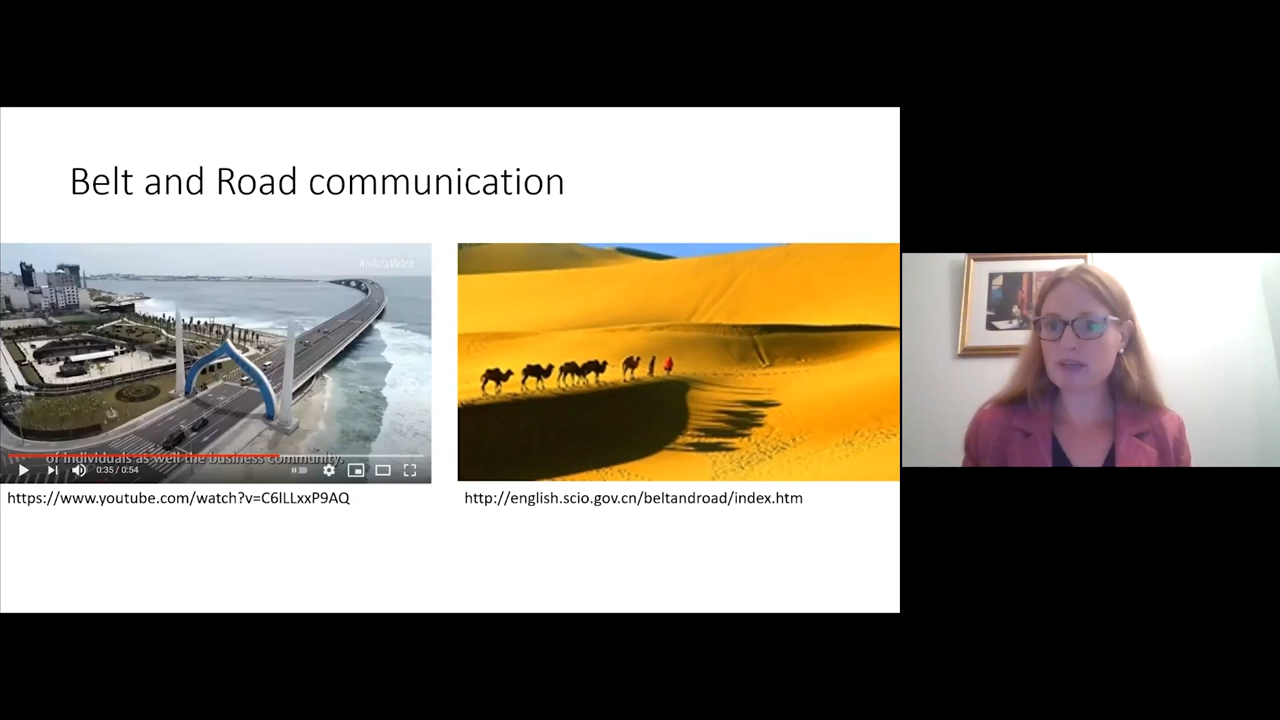 Belt and Road communication
XinhuaVideo
of individuals as well the business community.
0:35 / 0:54
https://www.youtube.com/watch?v=C6lLLxxP9AQ
http://english.scio.gov.cn/beltandroad/index.htm